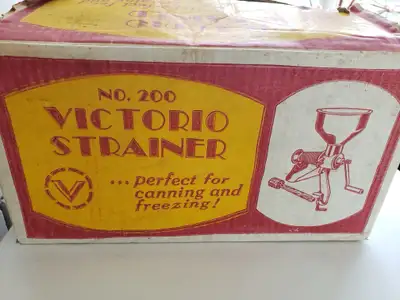 NO. 200
VICTORIO
STRAINER
...perfect for
canning and
freezing!
V